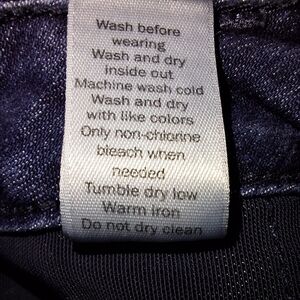 Wash before
wearing
Wash and dry
inside out
Machine wash cold
Wash and dry
with like colors
Only non-chlorine
bleach when
needed
Tumble dry low
Warm iron
Do not dry clean